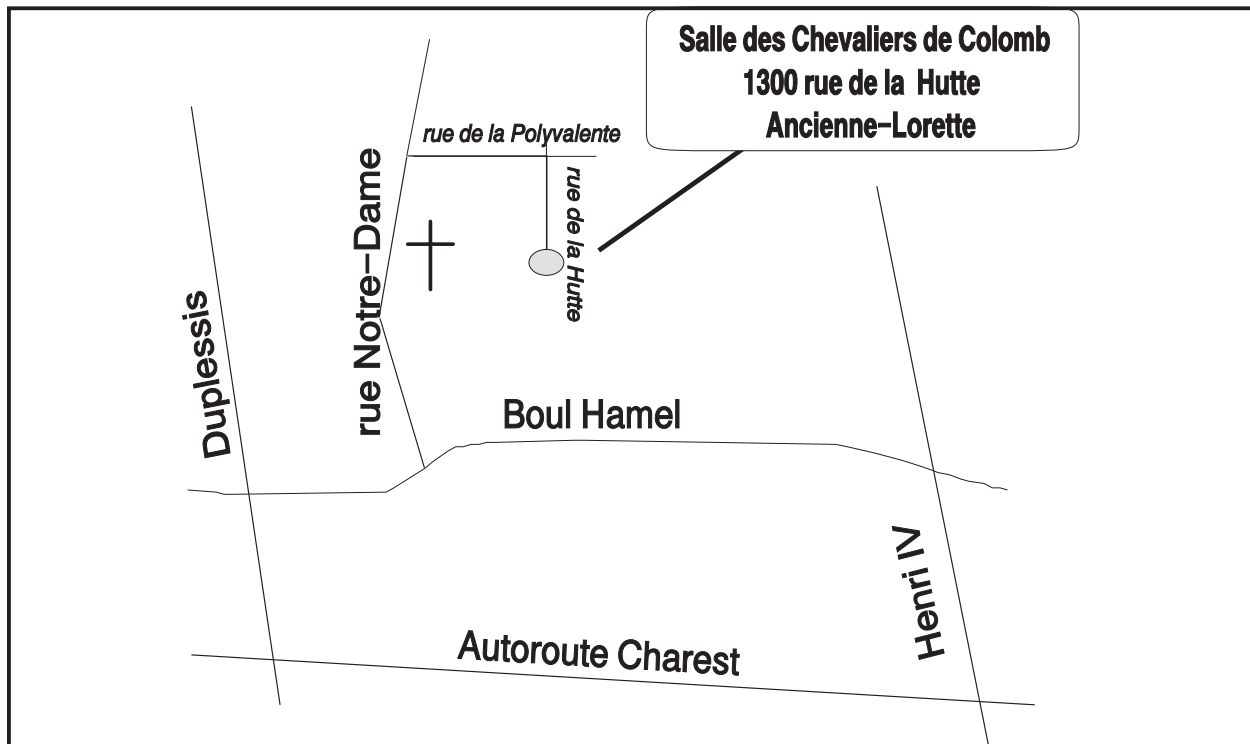 Salle des Chevaliers de Colomb
1300 rue de la Hutte
Ancienne-Lorette
rue de la Polyvalente
rue de la Hutte
rue Notre-Dame
Duplessis
Boul Hamel
Henri IV
Autoroute Charest